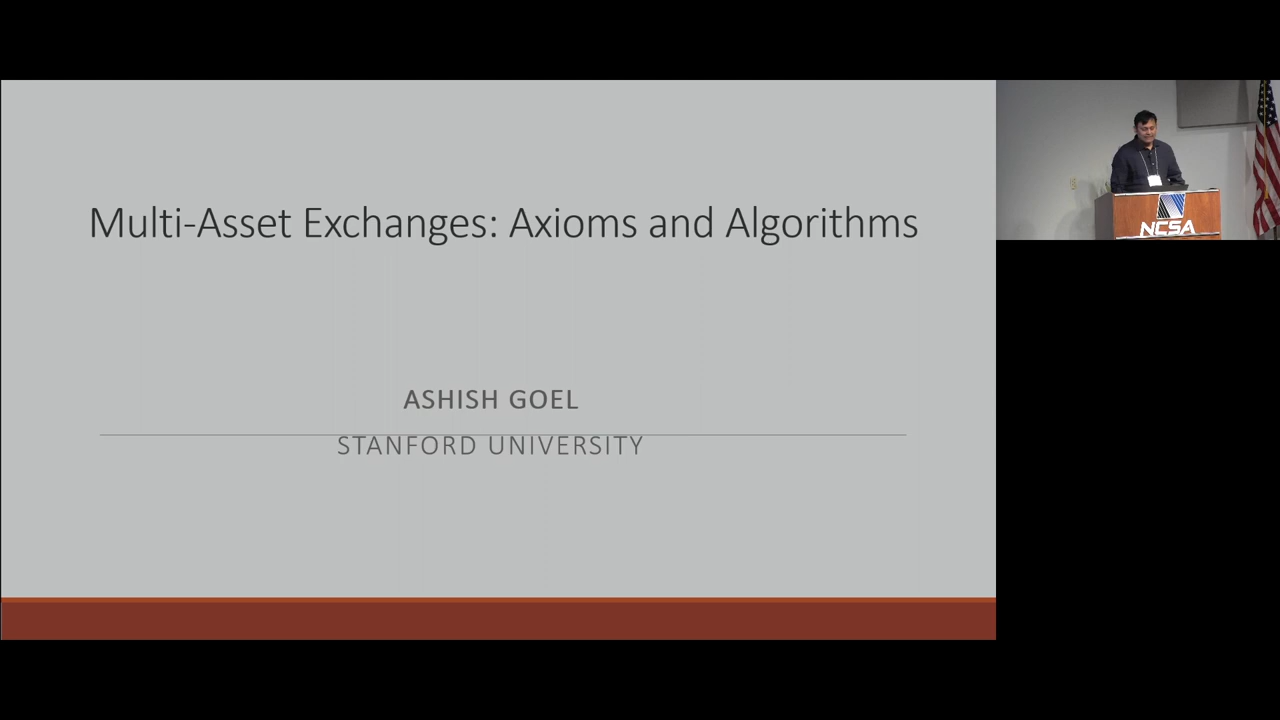 Multi-Asset Exchanges: Axioms and Algorithms
ASHISH GOEL
STANFORD UNIVERSITY
NCSA